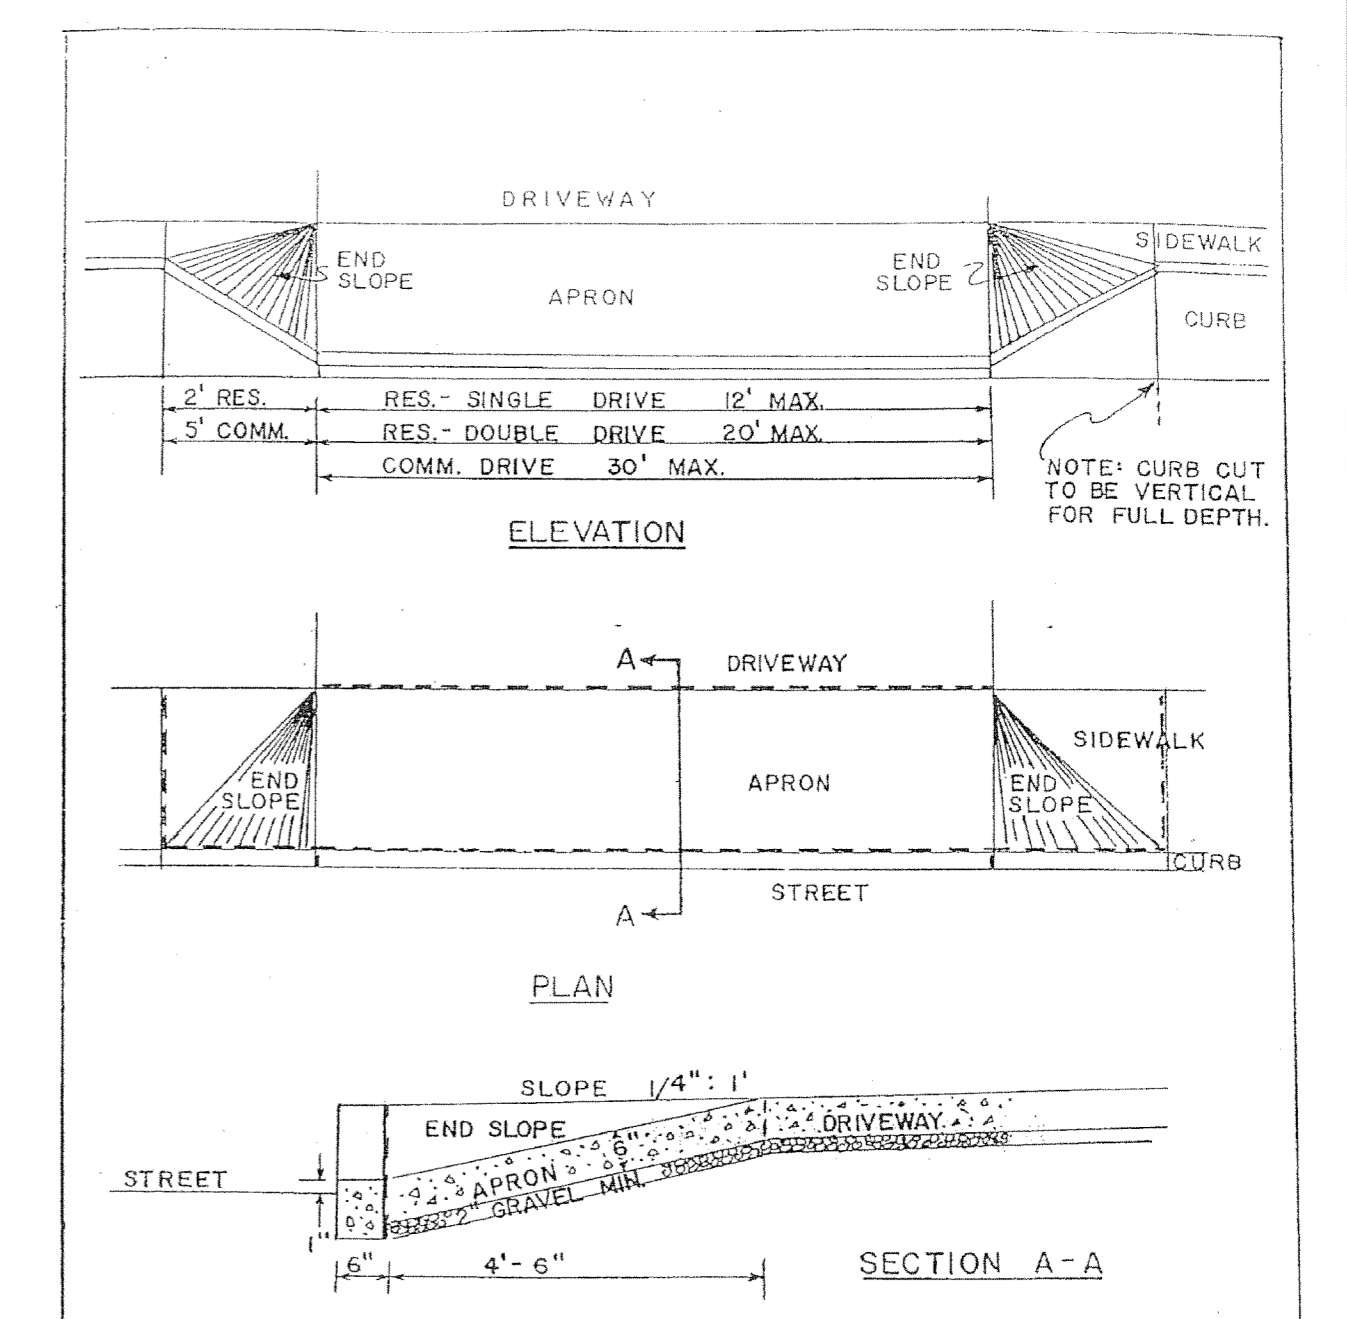 DRIVEWAY
SIDEWALK
END
SLOPE
END
SLOPE
APRON
CURB
2' RES.
RES.- SINGLE DRIVE 12' MAX.
5' COMM.
RES.- DOUBLE DRIVE 20' MAX.
COMM. DRIVE 30' MAX.
NOTE: CURB CUT
TO BE VERTICAL
FOR FULL DEPTH.
ELEVATION
A
DRIVEWAY
SIDEWALK
END
SLOPE
APRON
END
SLOPE
CURB
STREET
A
PLAN
SLOPE 1/4": 1'
END SLOPE
DRIVEWAY
6"
STREET
APRON
2" GRAVEL MIN.
1"
6"
4'-6"
SECTION A-A